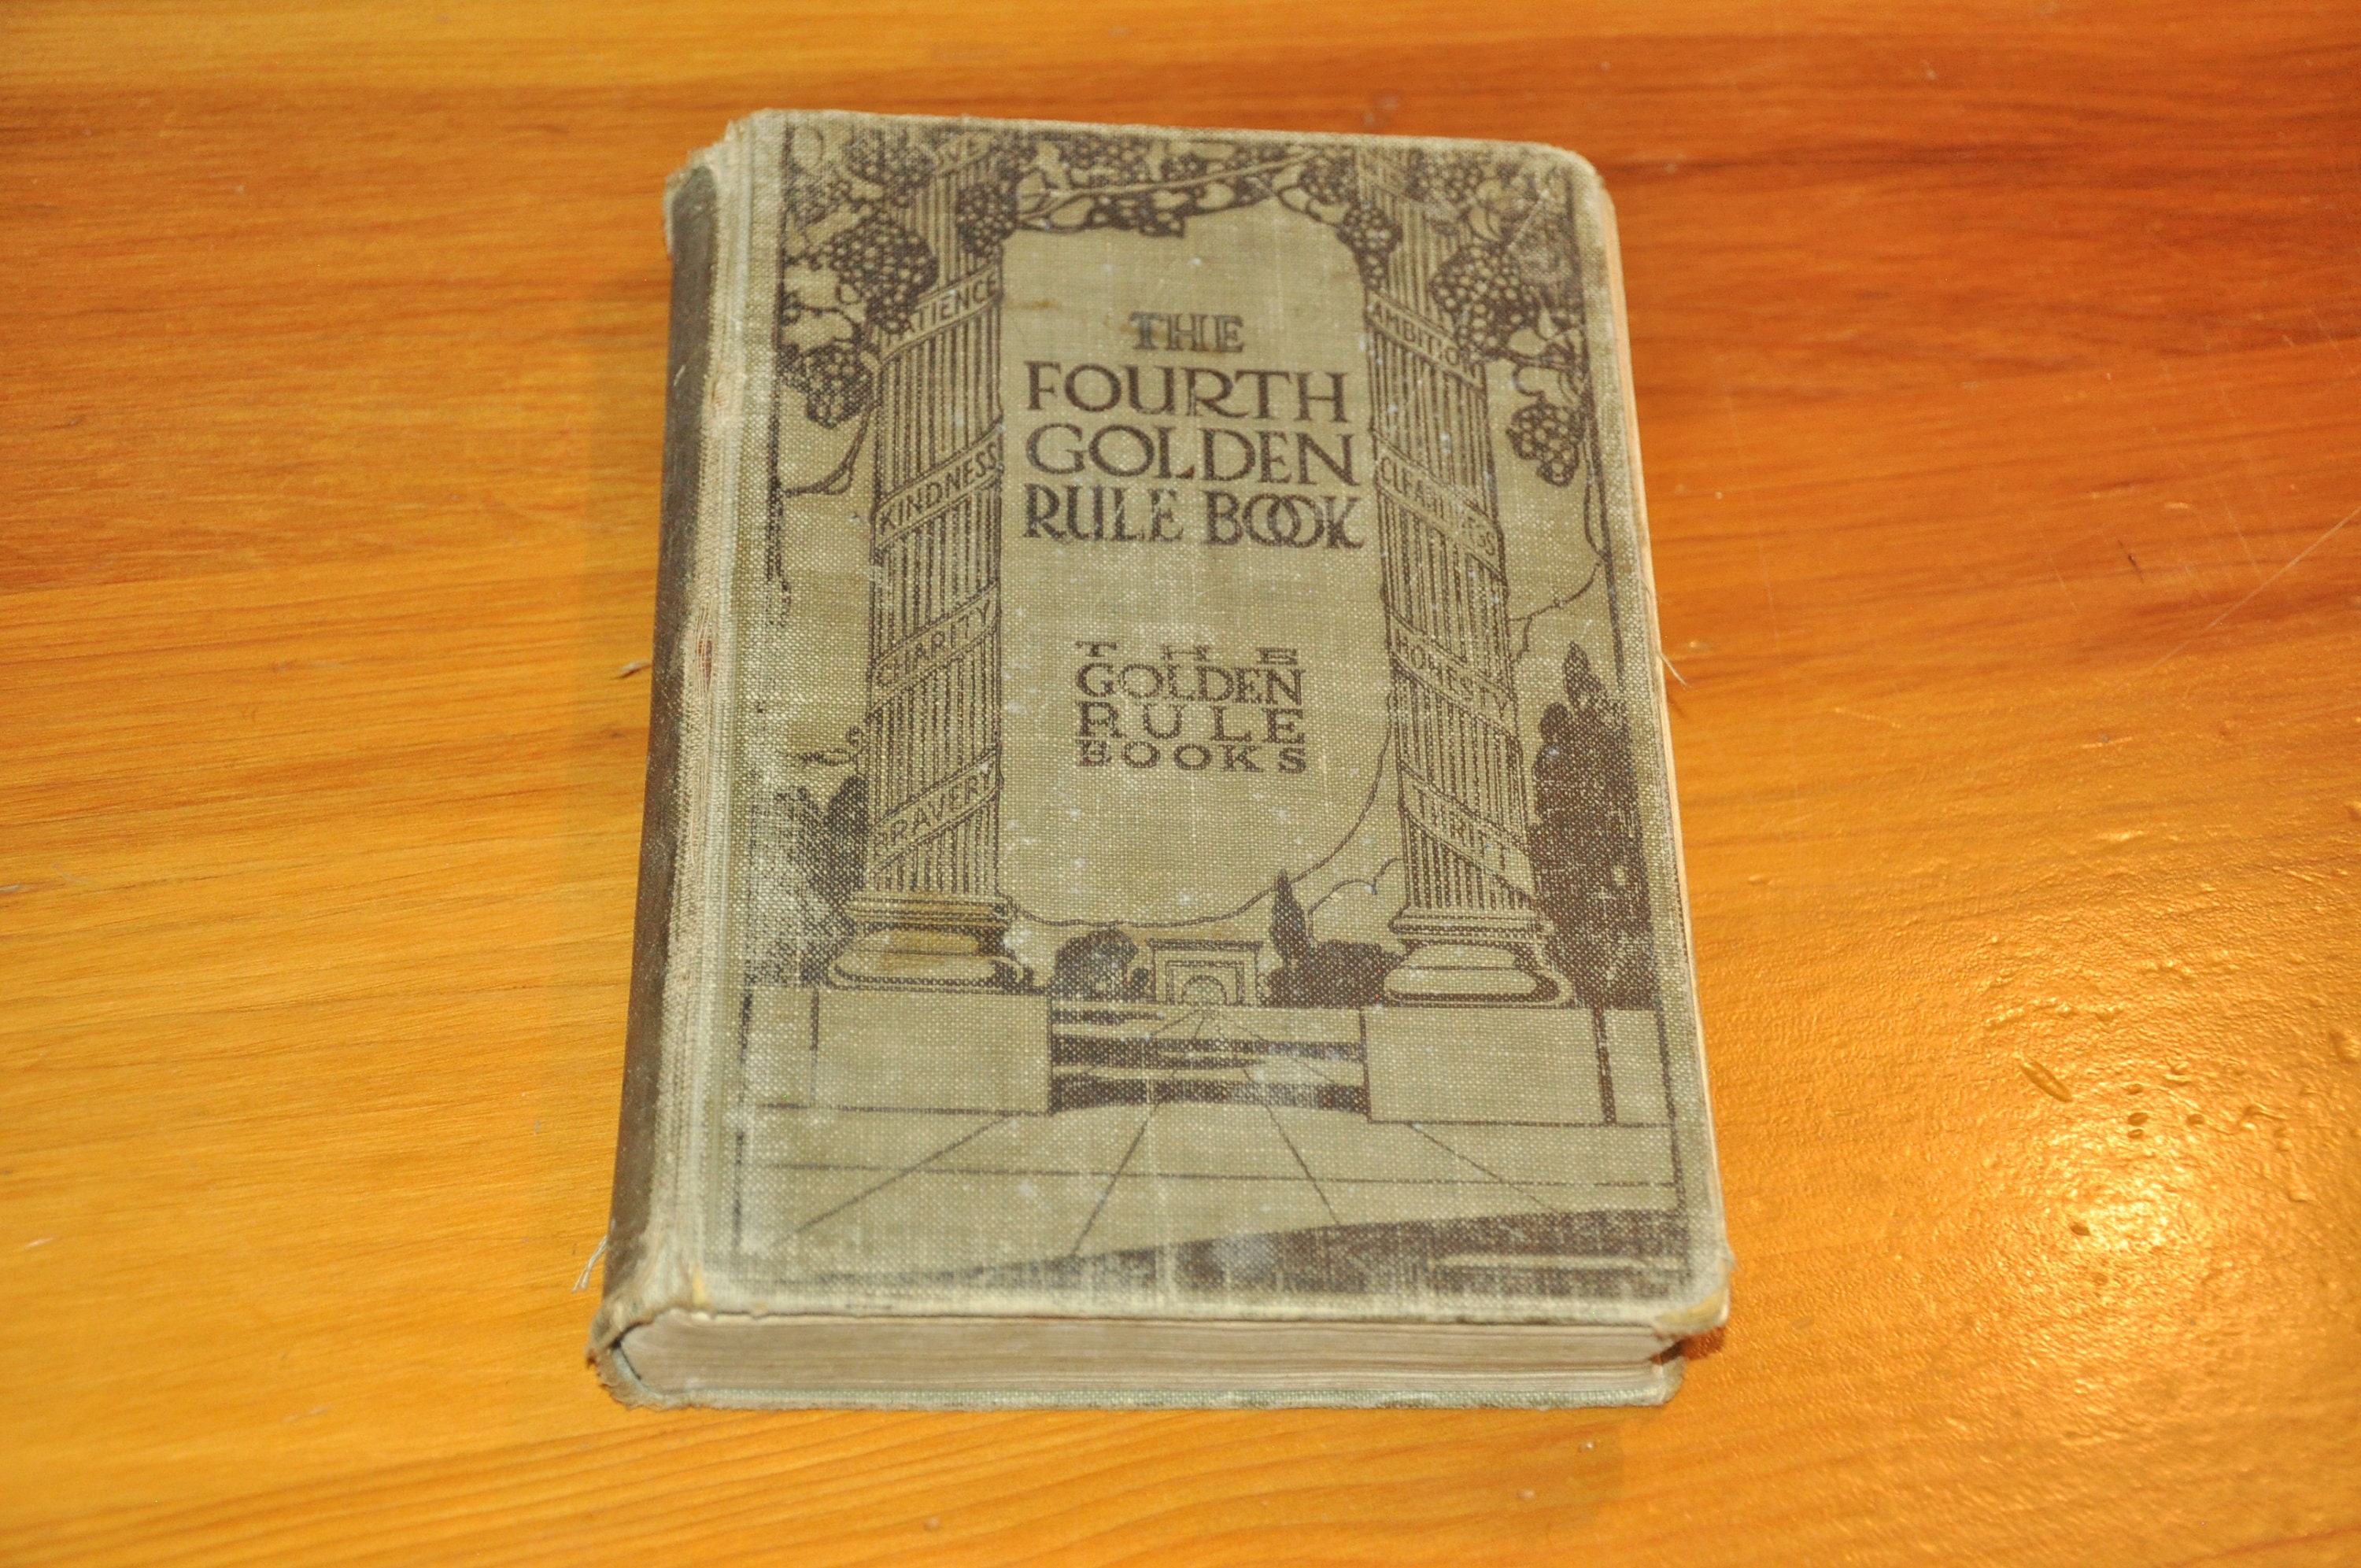 THE
FOURTH
GOLDEN
RULE BOOK
THE
GOLDEN
RULE
BOOKS
PATIENCE
KINDNESS
CHARITY
BRAVERY
AMBITION
CLEANLINESS
HONESTY
THRIFT